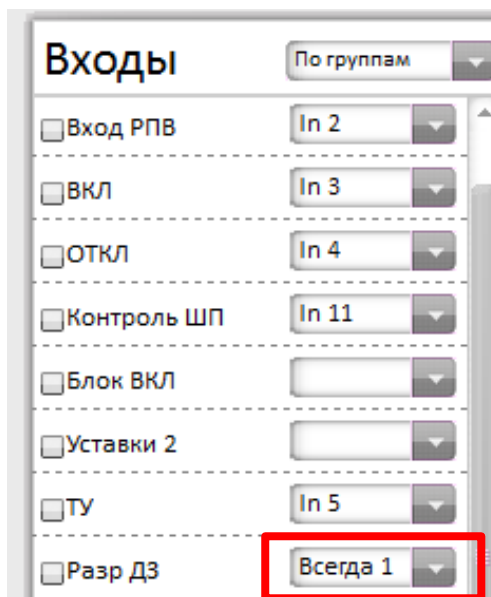 Входы По группам
Вход РПВ In 2
ВКЛ In 3
ОТКЛ In 4
Контроль ШП In 11
Блок ВКЛ
Уставки 2
ТУ In 5
Разр ДЗ Всегда 1